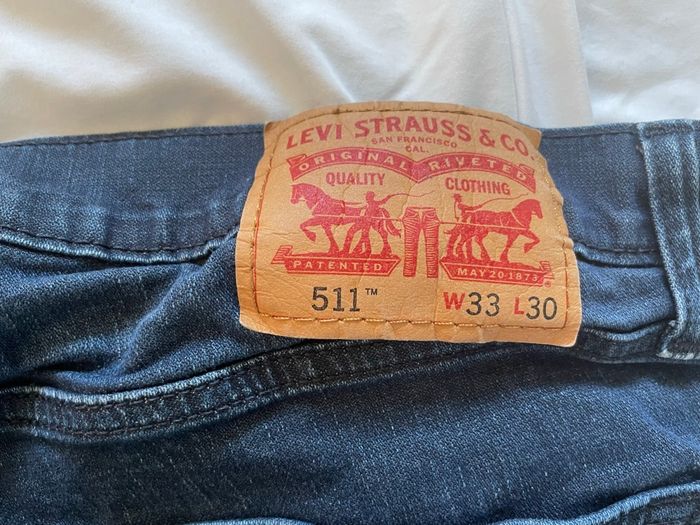 LEVI STRAUSS & CO.
SAN FRANCISCO
CAL.
ORIGINAL RIVETED
QUALITY CLOTHING
PATENTED MAY 20 1873
511™ W33 L30